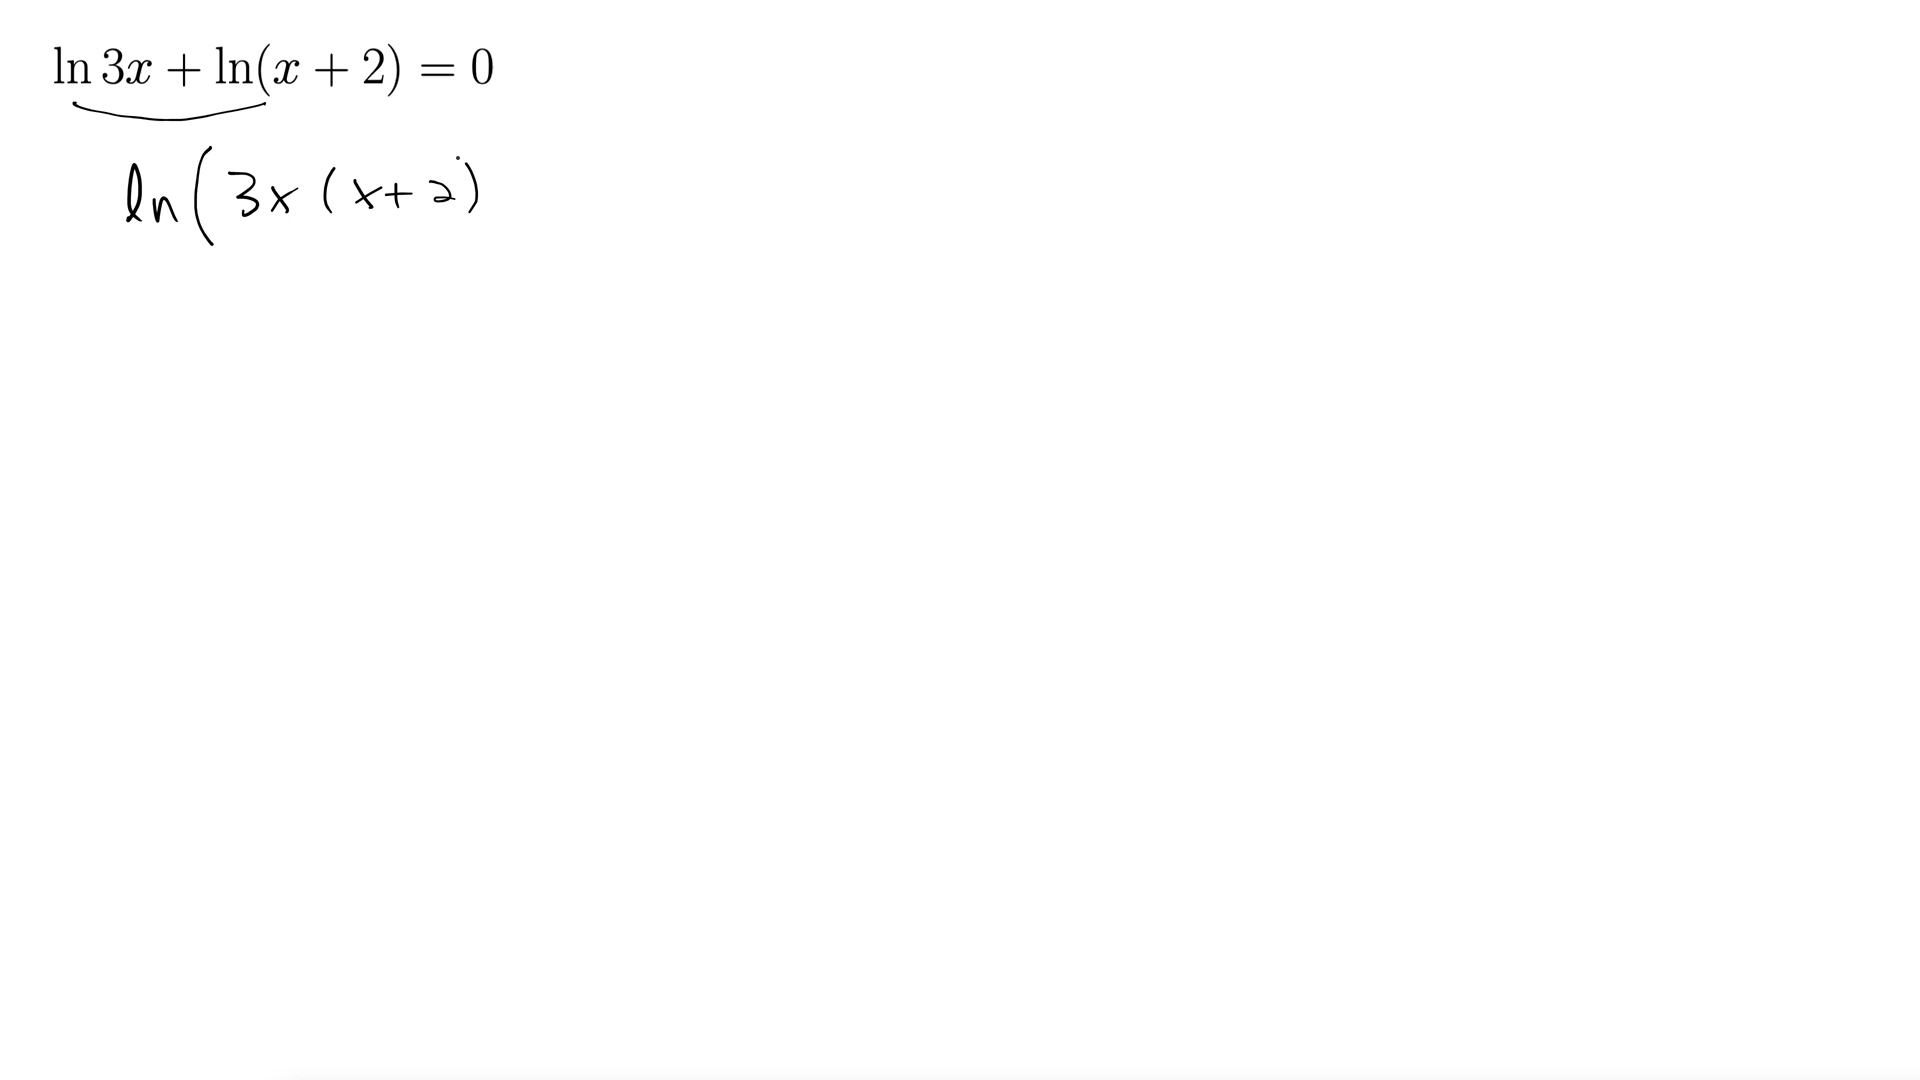 ln 3x + ln(x + 2) = 0
ln(3x(x+2)